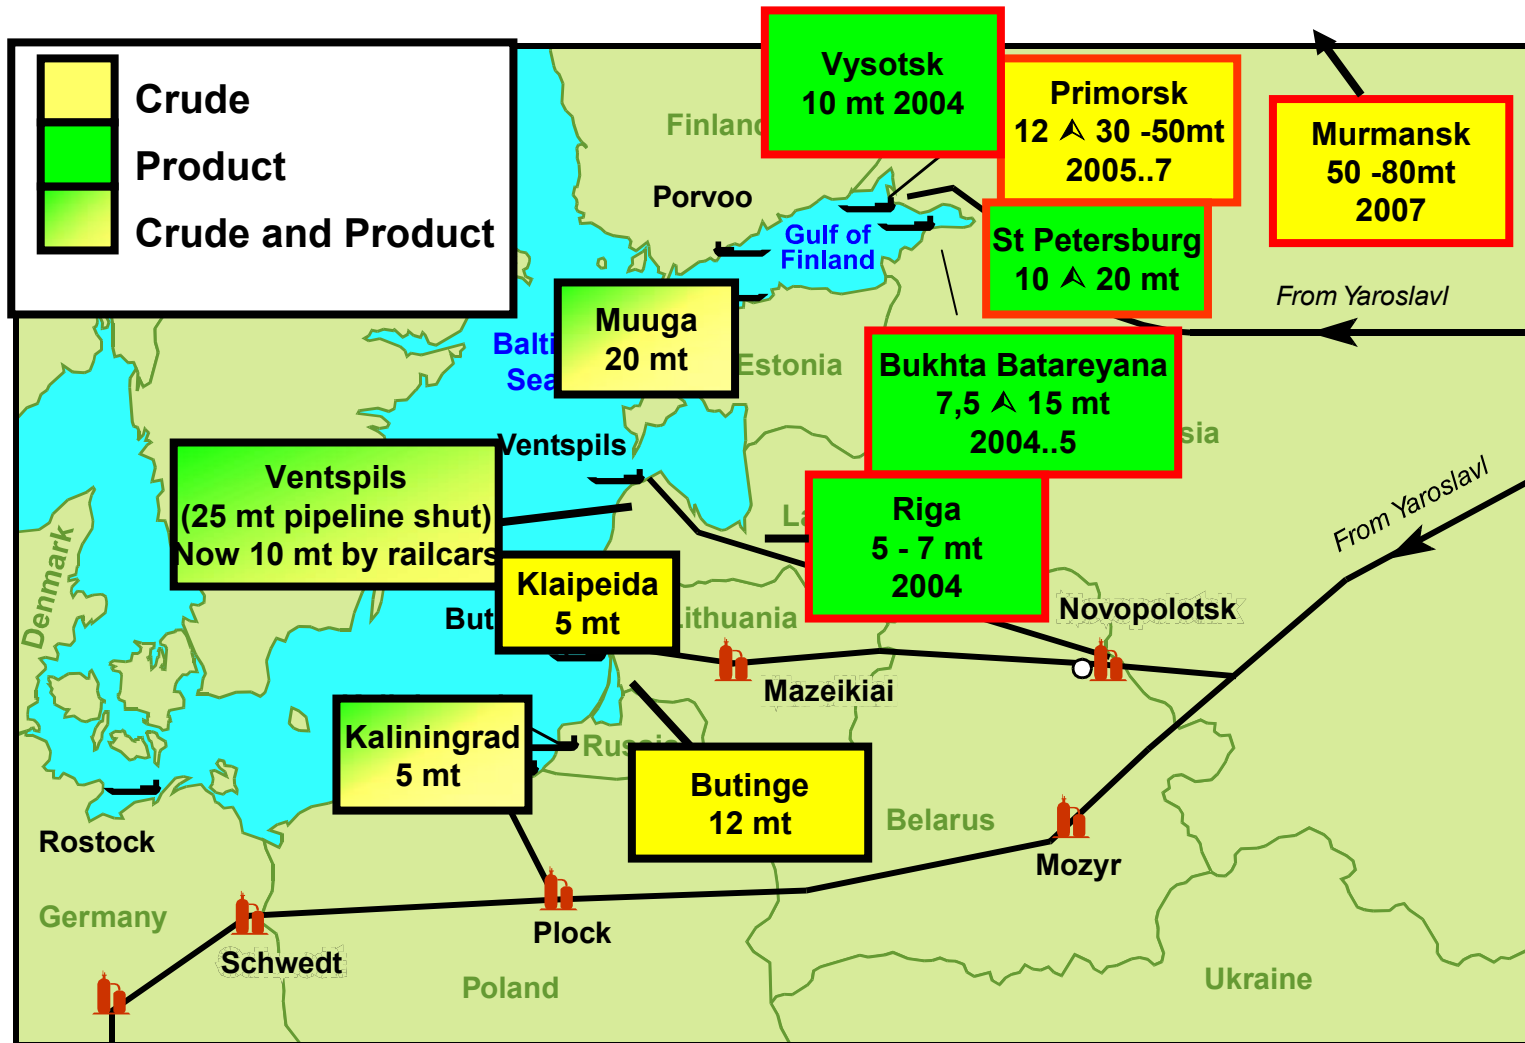 Crude
Product
Crude and Product
Vysotsk
10 mt 2004
Primorsk
12 ⮝ 30 -50mt
2005..7
Murmansk
50 -80mt
2007
Porvoo
Gulf of
Finland
St Petersburg
10 ⮝ 20 mt
From Yaroslavl
Muuga
20 mt
Estonia
Bukhta Batareyana
7,5 ⮝ 15 mt
2004..5
Ventspils
Ventspils
(25 mt pipeline shut)
Now 10 mt by railcars
Riga
5 - 7 mt
2004
From Yaroslavl
Denmark
Klaipeida
5 mt
Novopolotsk
Mazeikiai
Kaliningrad
5 mt
Butinge
12 mt
Belarus
Rostock
Mozyr
Germany
Plock
Schwedt
Poland
Ukraine